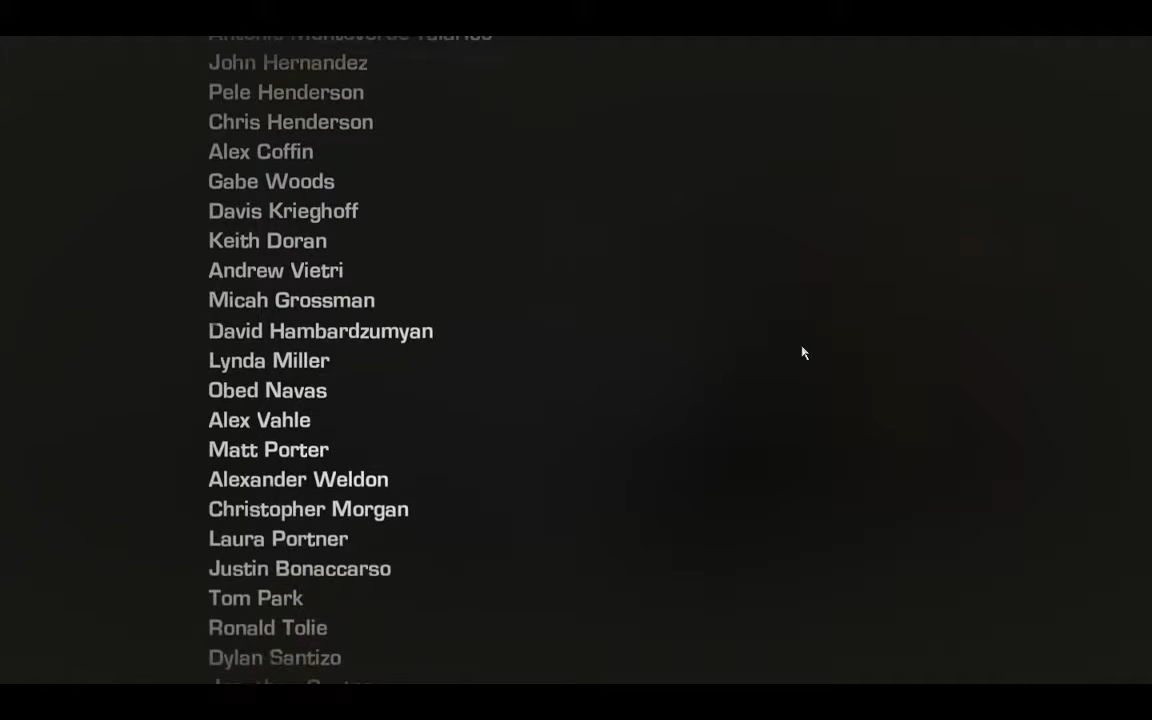 John Hernandez
Pele Henderson
Chris Henderson
Alex Coffin
Gabe Woods
Davis Krieghoff
Keith Doran
Andrew Vietri
Micah Grossman
David Hambardzumyan
Lynda Miller
Obed Navas
Alex Vahle
Matt Porter
Alexander Weldon
Christopher Morgan
Laura Portner
Justin Bonaccarso
Tom Park
Ronald Tolie
Dylan Santizo